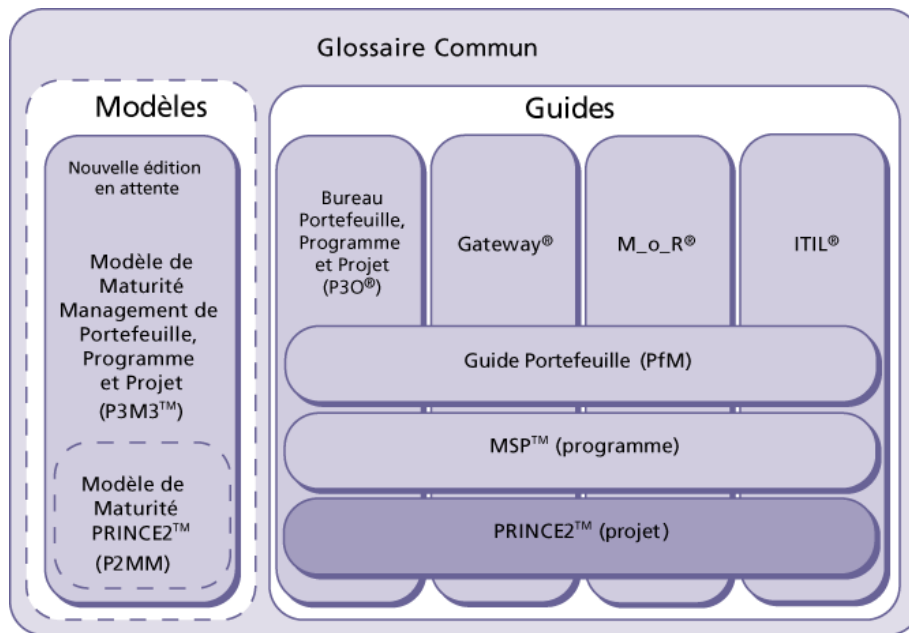 Glossaire Commun
Modèles
Nouvelle édition
en attente
Modèle de
Maturité
Management de
Portefeuille,
Programme
et Projet
(P3M3™)
Modèle de
Maturité
PRINCE2™
(P2MM)
Guides
Bureau
Portefeuille,
Programme
et Projet
(P3O®)
Gateway®
M_o_R®
ITIL®
Guide Portefeuille (PfM)
MSP™ (programme)
PRINCE2™ (projet)